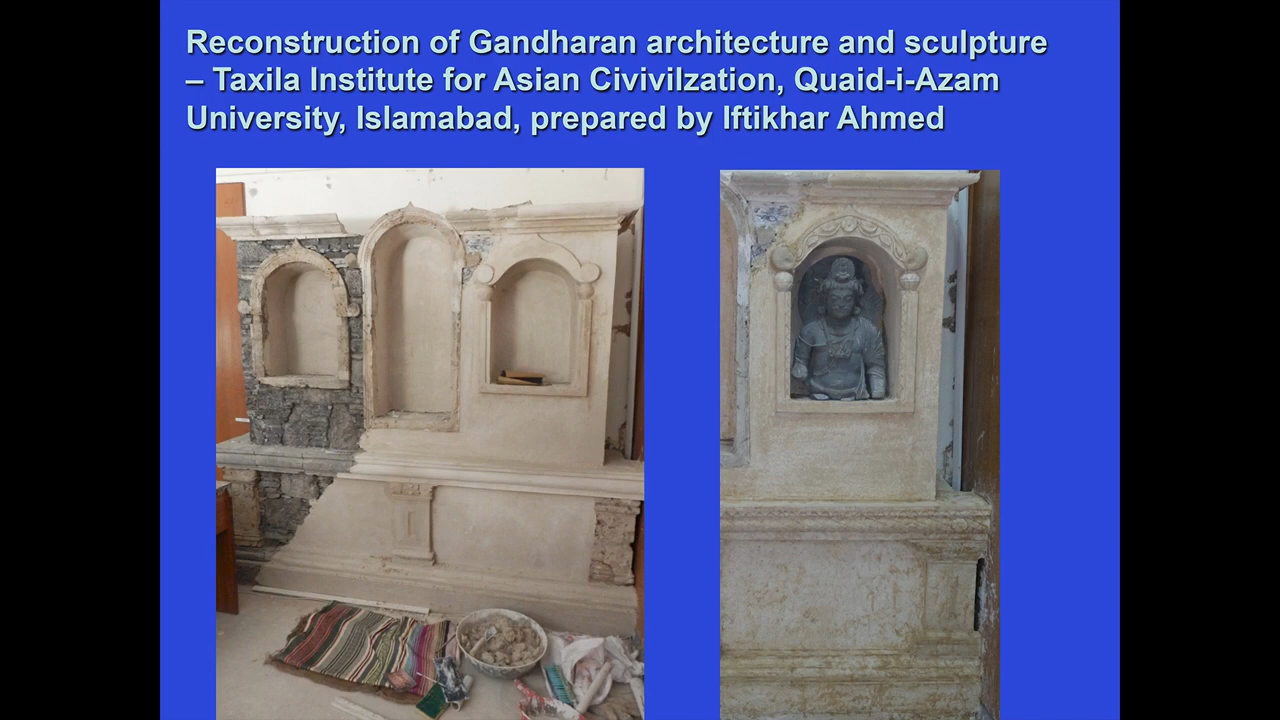 Reconstruction of Gandharan architecture and sculpture
– Taxila Institute for Asian Civivilzation, Quaid-i-Azam
University, Islamabad, prepared by Iftikhar Ahmed